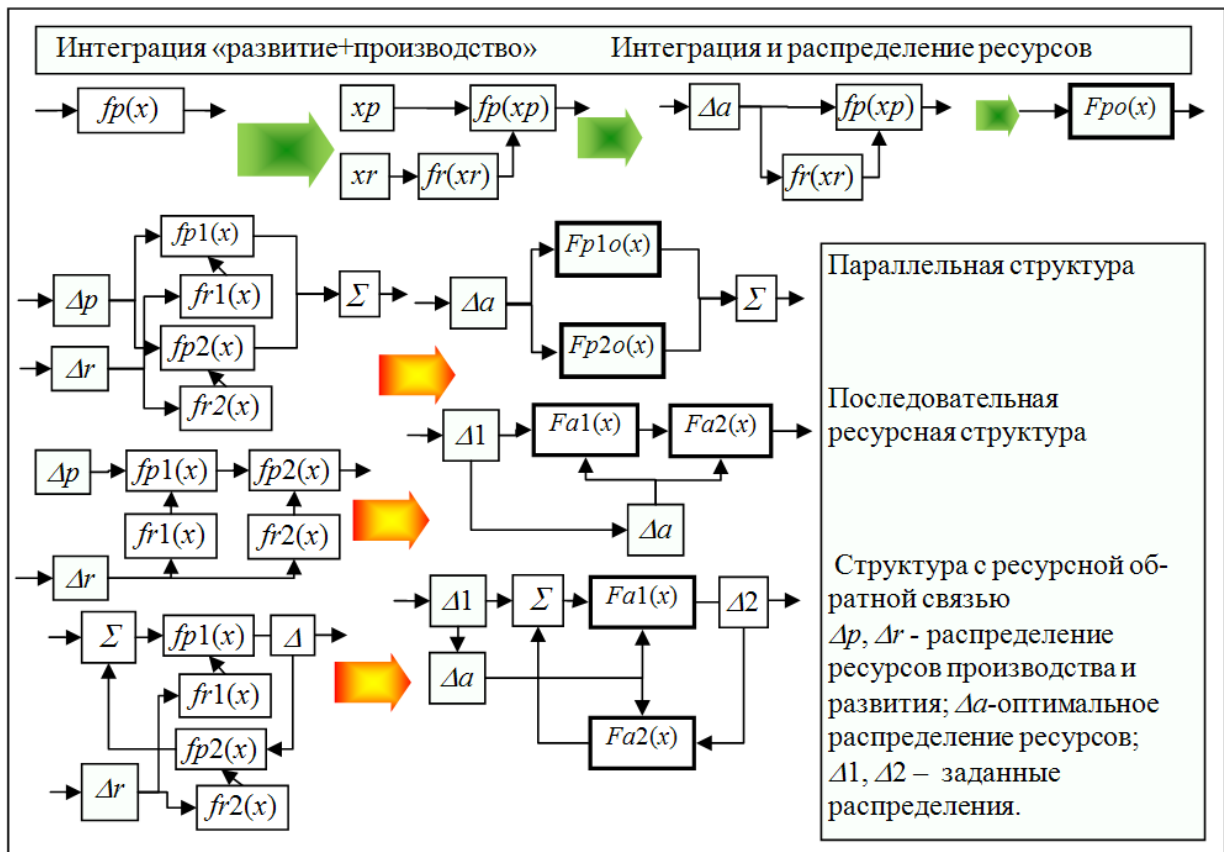 Интеграция «развитие+производство» Интеграция и распределение ресурсов
fp(x)
xp fp(xp)
xr fr(xr)
Δa fp(xp)
fr(xr)
Fpo(x)
fp1(x)
Δp fr1(x) Σ
fp2(x)
Δr
fr2(x)
Fp1o(x)
Δa Σ
Fp2o(x)
Параллельная структура
Δp fp1(x) fp2(x)
fr1(x) fr2(x)
Δr
Δ1 Fa1(x) Fa2(x)
Δa
Последовательная
ресурсная структура
Σ fp1(x) Δ
fr1(x)
fp2(x)
Δr
fr2(x)
Δ1 Σ Fa1(x) Δ2
Δa
Fa2(x)
Структура с ресурсной об-
ратной связью
Δp, Δr - распределение
ресурсов производства и
развития; Δa-оптимальное
распределение ресурсов;
Δ1, Δ2 – заданные
распределения.